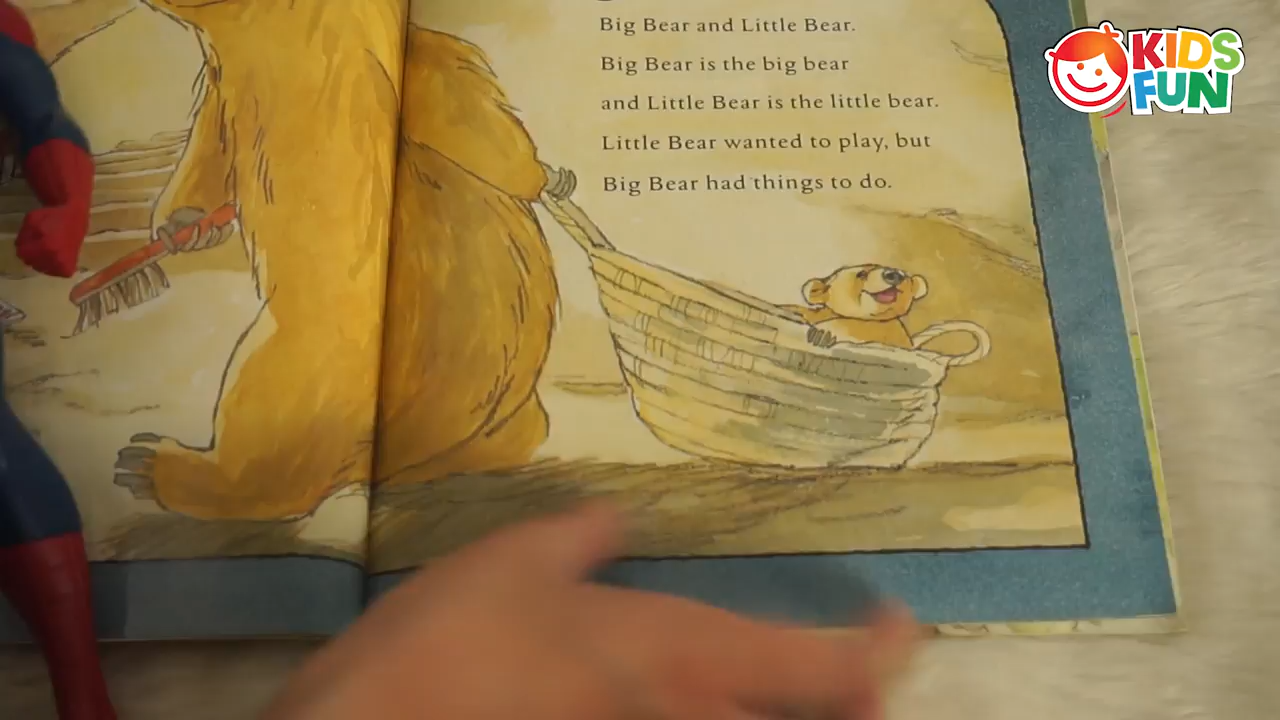 Big Bear and Little Bear.
Big Bear is the big bear
and Little Bear is the little bear.
Little Bear wanted to play, but
Big Bear had things to do.
KIDS
FUN